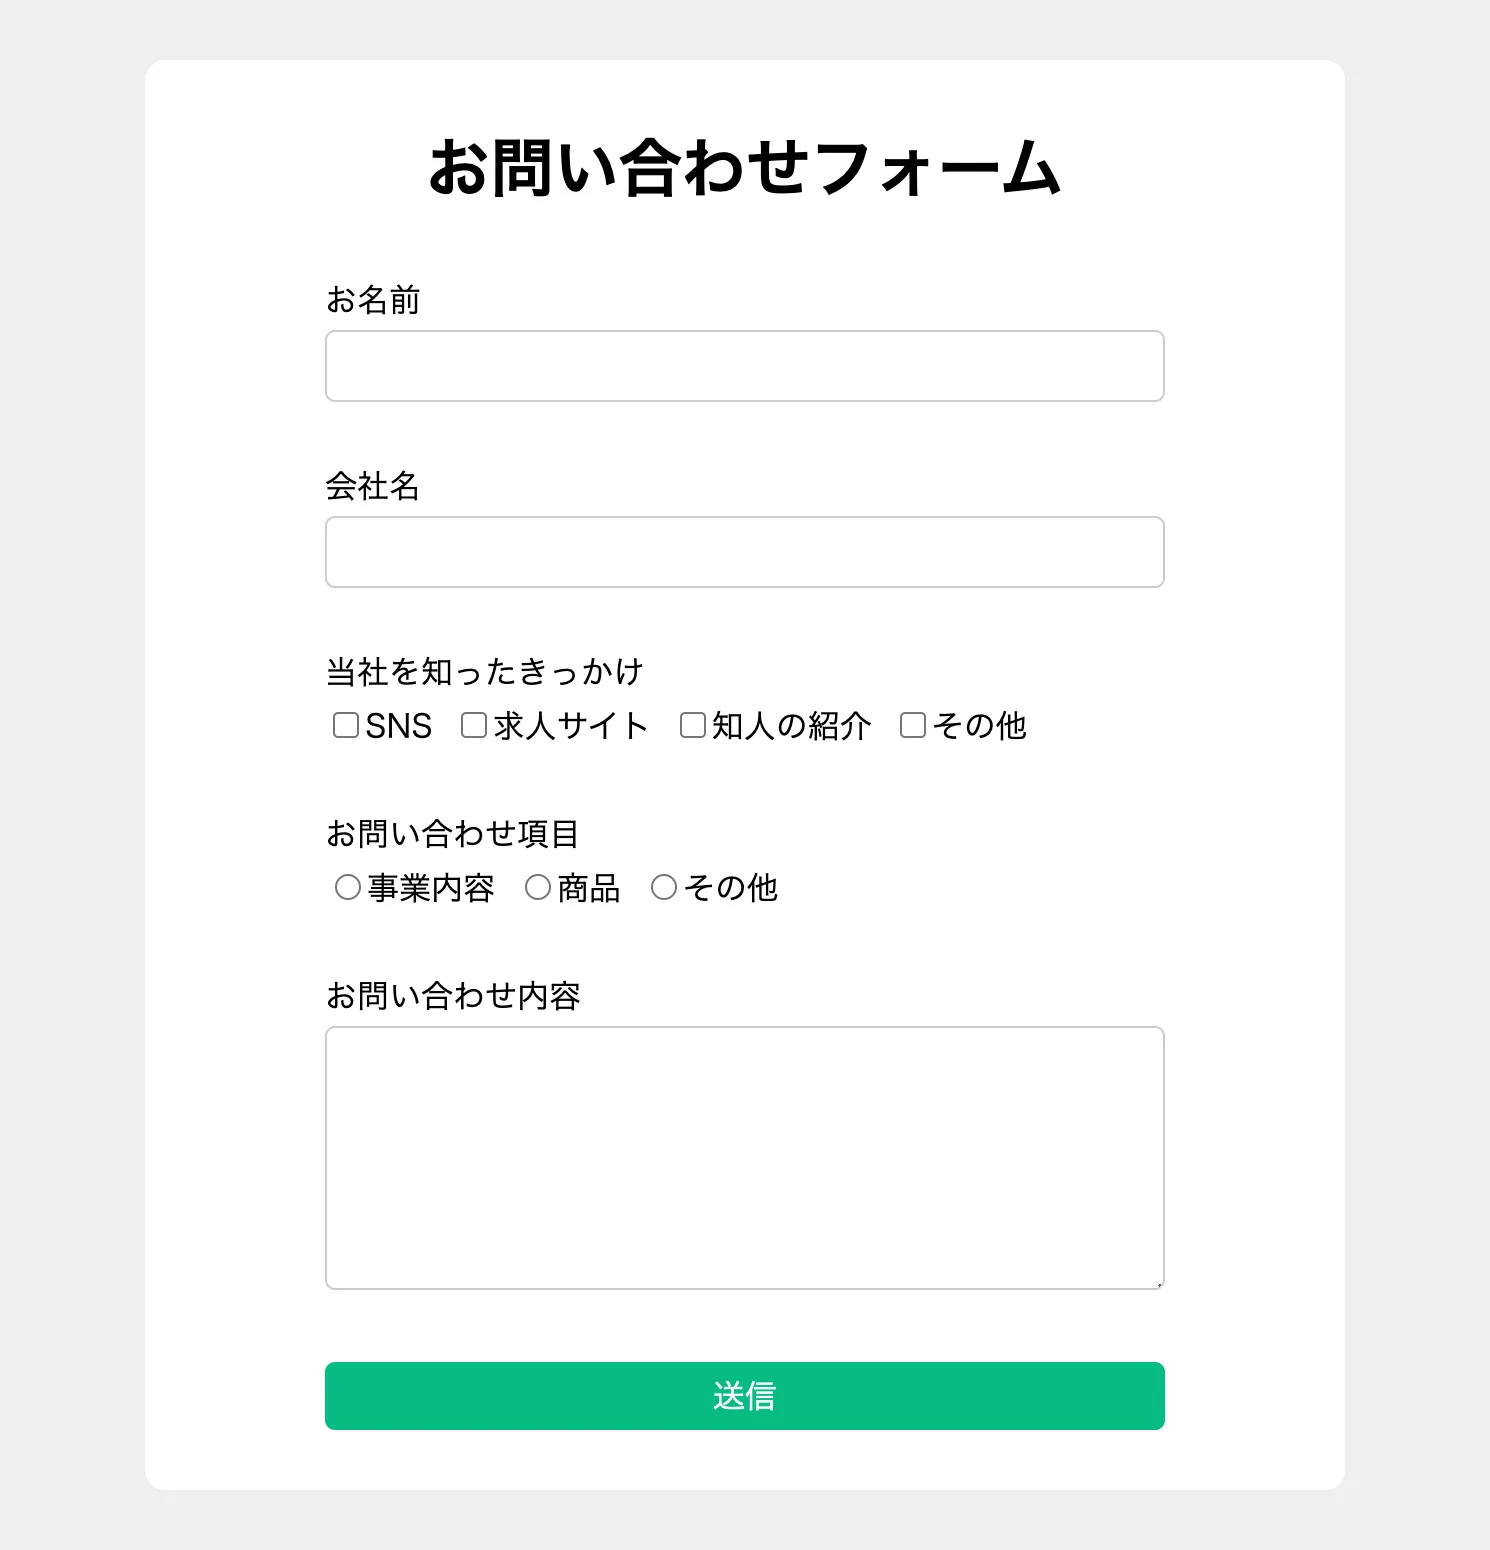 お問い合わせフォーム
お名前
会社名
当社を知ったきっかけ
SNS 求人サイト 知人の紹介 その他
お問い合わせ項目
事業内容 商品 その他
お問い合わせ内容
送信